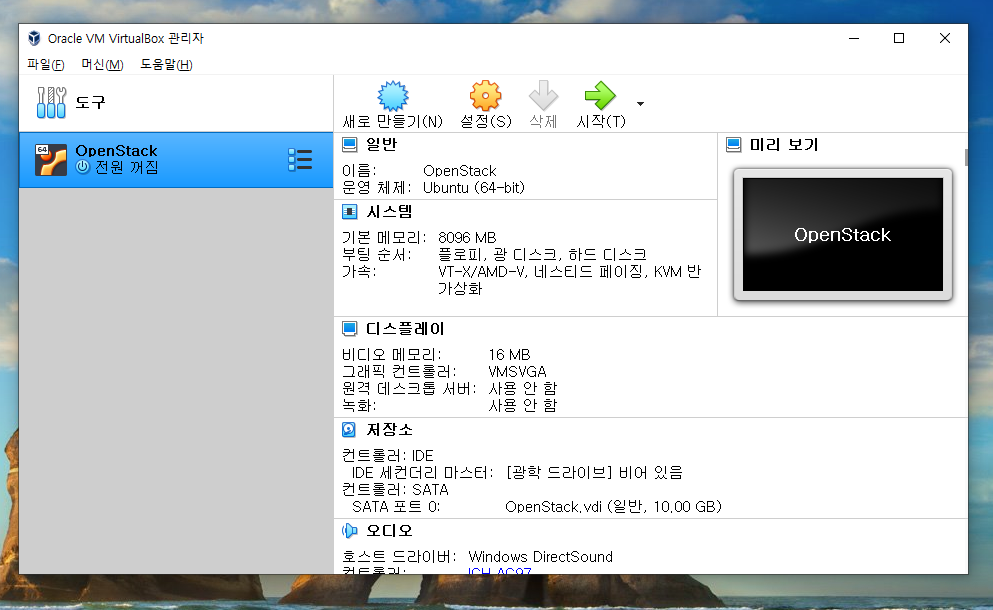 Oracle VM VirtualBox 관리자
파일(F) 머신(M) 도움말(H)
도구
새로 만들기(N) 설정(S) 삭제 시작(T)
64
OpenStack
전원 꺼짐
일반
이름: OpenStack
운영 체제: Ubuntu (64-bit)
미리 보기
OpenStack
시스템
기본 메모리: 8096 MB
부팅 순서: 플로피, 광 디스크, 하드 디스크
가속: VT-X/AMD-V, 네스티드 페이징, KVM 반
가상화
디스플레이
비디오 메모리: 16 MB
그래픽 컨트롤러: VMSVGA
원격 데스크톱 서버: 사용 안 함
녹화: 사용 안 함
저장소
컨트롤러: IDE
IDE 세컨더리 마스터: [광학 드라이브] 비어 있음
컨트롤러: SATA
SATA 포트 0: OpenStack.vdi (일반, 10.00 GB)
오디오
호스트 드라이버: Windows DirectSound
컨트롤러: ICH AC97